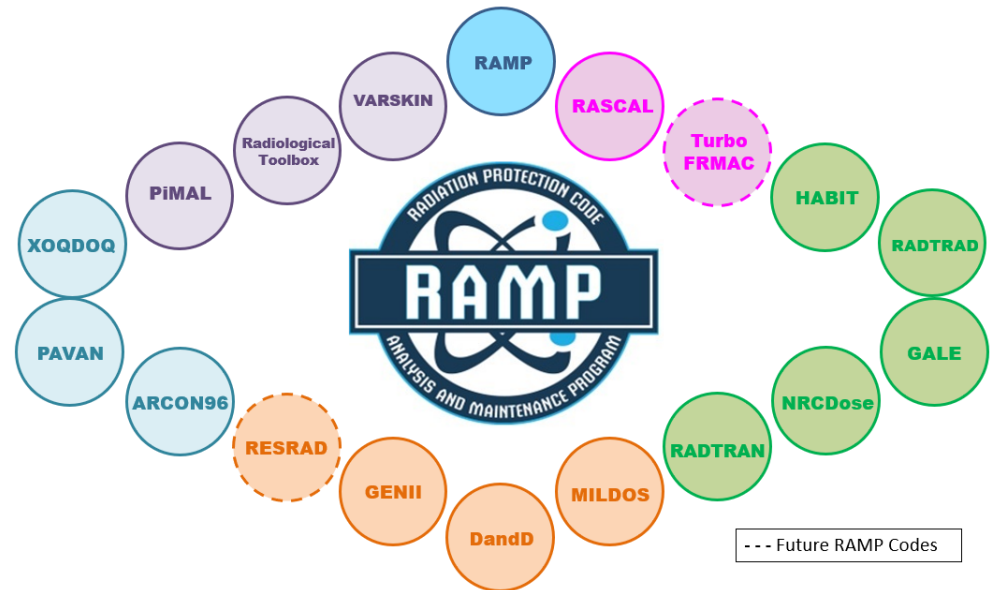 RAMP
RASCAL
Turbo
FRMAC
HABIT
RADTRAD
GALE
NRCDose
RADTRAN
MILDOS
DandD
GENII
RESRAD
ARCON96
PAVAN
XOQDOQ
PiMAL
Radiological
Toolbox
VARSKIN
RADIATION PROTECTION CODE
RAMP
ANALYSIS AND MAINTENANCE PROGRAM
--- Future RAMP Codes